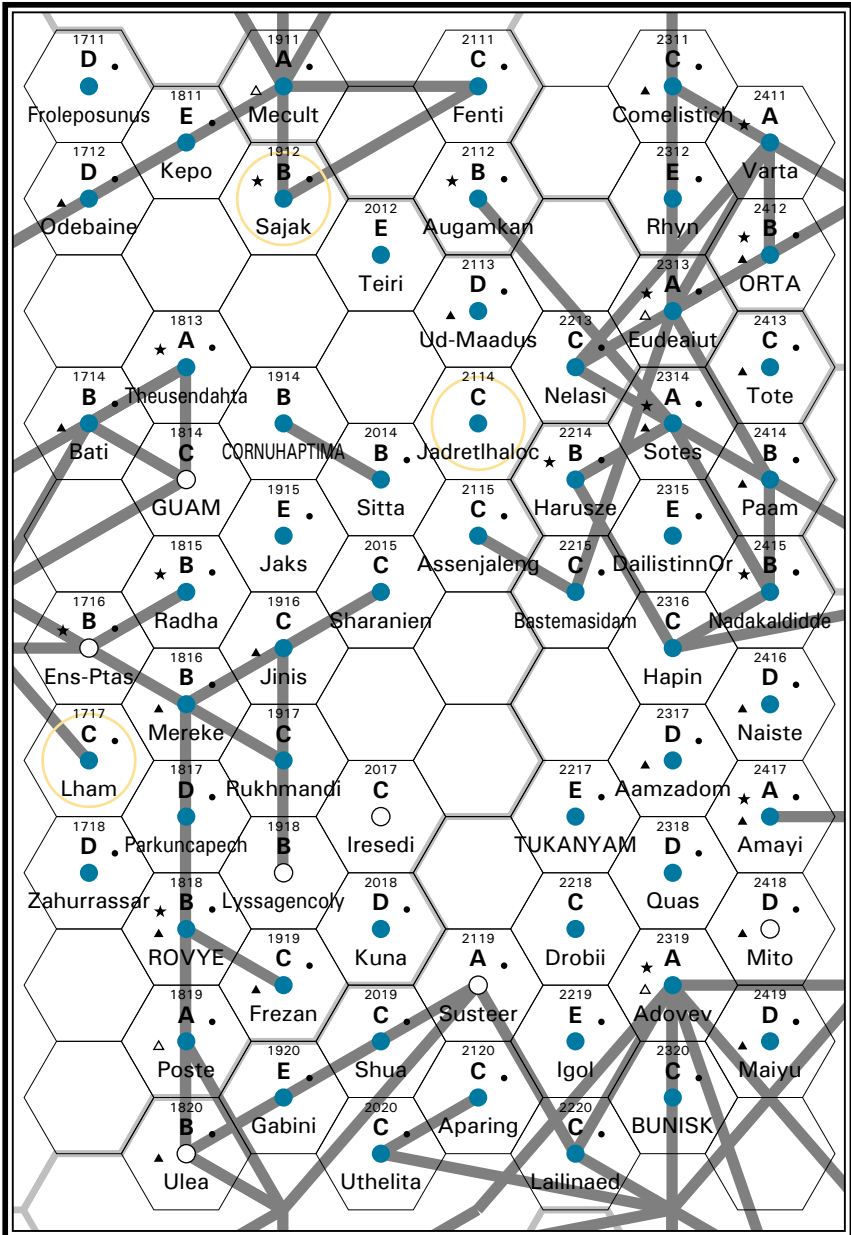 1711
D
Froleposunus
1911
A
Mecult
2111
C
Fenti
2311
C
Comelistich
1811
E
Kepo
2411
A
Varta
1712
D
Odebaine
1912
B
Sajak
2112
B
Augamkan
2312
E
Rhyn
2012
E
Teiri
2412
B
ORTA
2113
D
Ud-Maadus
2313
A
Eudeaiut
1813
A
Theusendahta
2213
C
Nelasi
2413
C
Tote
1714
B
Bati
1914
B
CORNUHAPTIMA
2114
C
Jadretlhaloc
2314
A
Sotes
1814
C
GUAM
2014
B
Sitta
2214
B
Harusze
2414
B
Paam
1915
E
Jaks
2115
C
Assenjaleng
2315
E
DailistinnOr
1815
B
Radha
2015
C
Sharanien
2215
C
Bastemasidam
2415
B
Nadakaldidde
1716
B
Ens-Ptas
1916
C
Jinis
2316
C
Hapin
1816
B
Mereke
2416
D
Naiste
1717
C
Lham
1917
C
Rukhmandi
2317
D
Aamzadom
1817
D
Parkuncapech
2017
C
Iresedi
2217
E
TUKANYAM
2417
A
Amayi
1718
D
Zahurrassar
1918
B
Lyssagencoly
2318
D
Quas
1818
B
ROVYE
2018
D
Kuna
2218
C
Drobii
2418
D
Mito
1919
C
Frezan
2119
A
Susteer
2319
A
Adovev
1819
A
Poste
2019
C
Shua
2219
E
Igol
2419
D
Maiyu
1920
E
Gabini
2120
C
Aparing
2320
C
BUNISK
1820
B
Ulea
2020
C
Uthelita
2220
C
Lailinaed